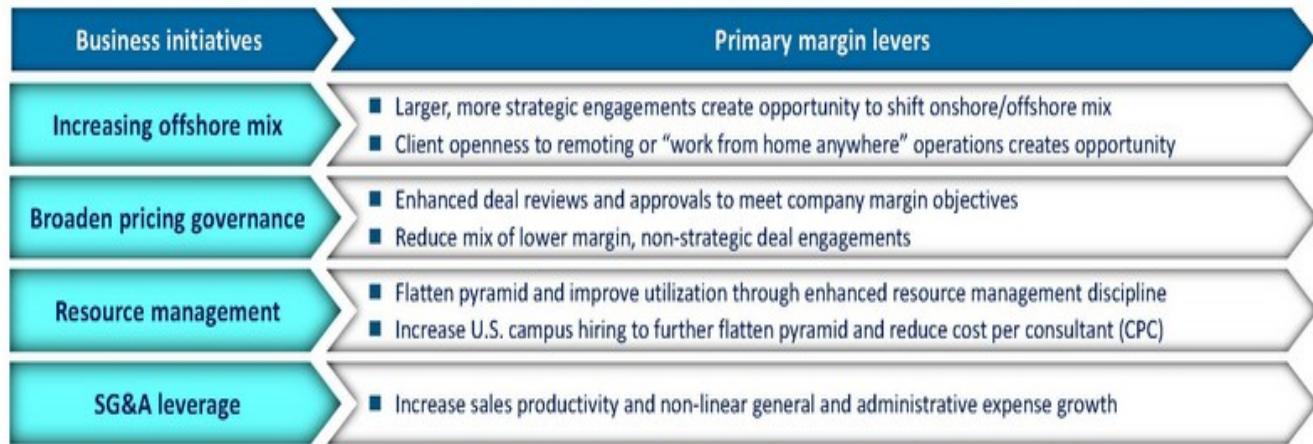 Business initiatives
Primary margin levers
Increasing offshore mix
■ Larger, more strategic engagements create opportunity to shift onshore/offshore mix
■ Client openness to remoting or “work from home anywhere” operations creates opportunity
Broaden pricing governance
■ Enhanced deal reviews and approvals to meet company margin objectives
■ Reduce mix of lower margin, non-strategic deal engagements
Resource management
■ Flatten pyramid and improve utilization through enhanced resource management discipline
■ Increase U.S. campus hiring to further flatten pyramid and reduce cost per consultant (CPC)
SG&A leverage
■ Increase sales productivity and non-linear general and administrative expense growth